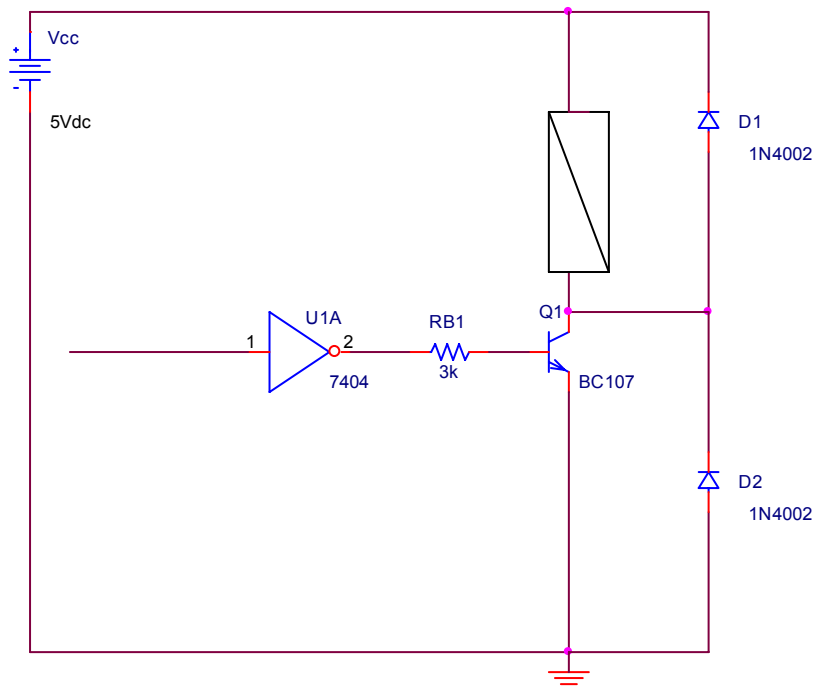 Vcc
+
-
5Vdc
D1
1N4002
Q1
U1A
RB1
1
2
3k
7404
BC107
D2
1N4002